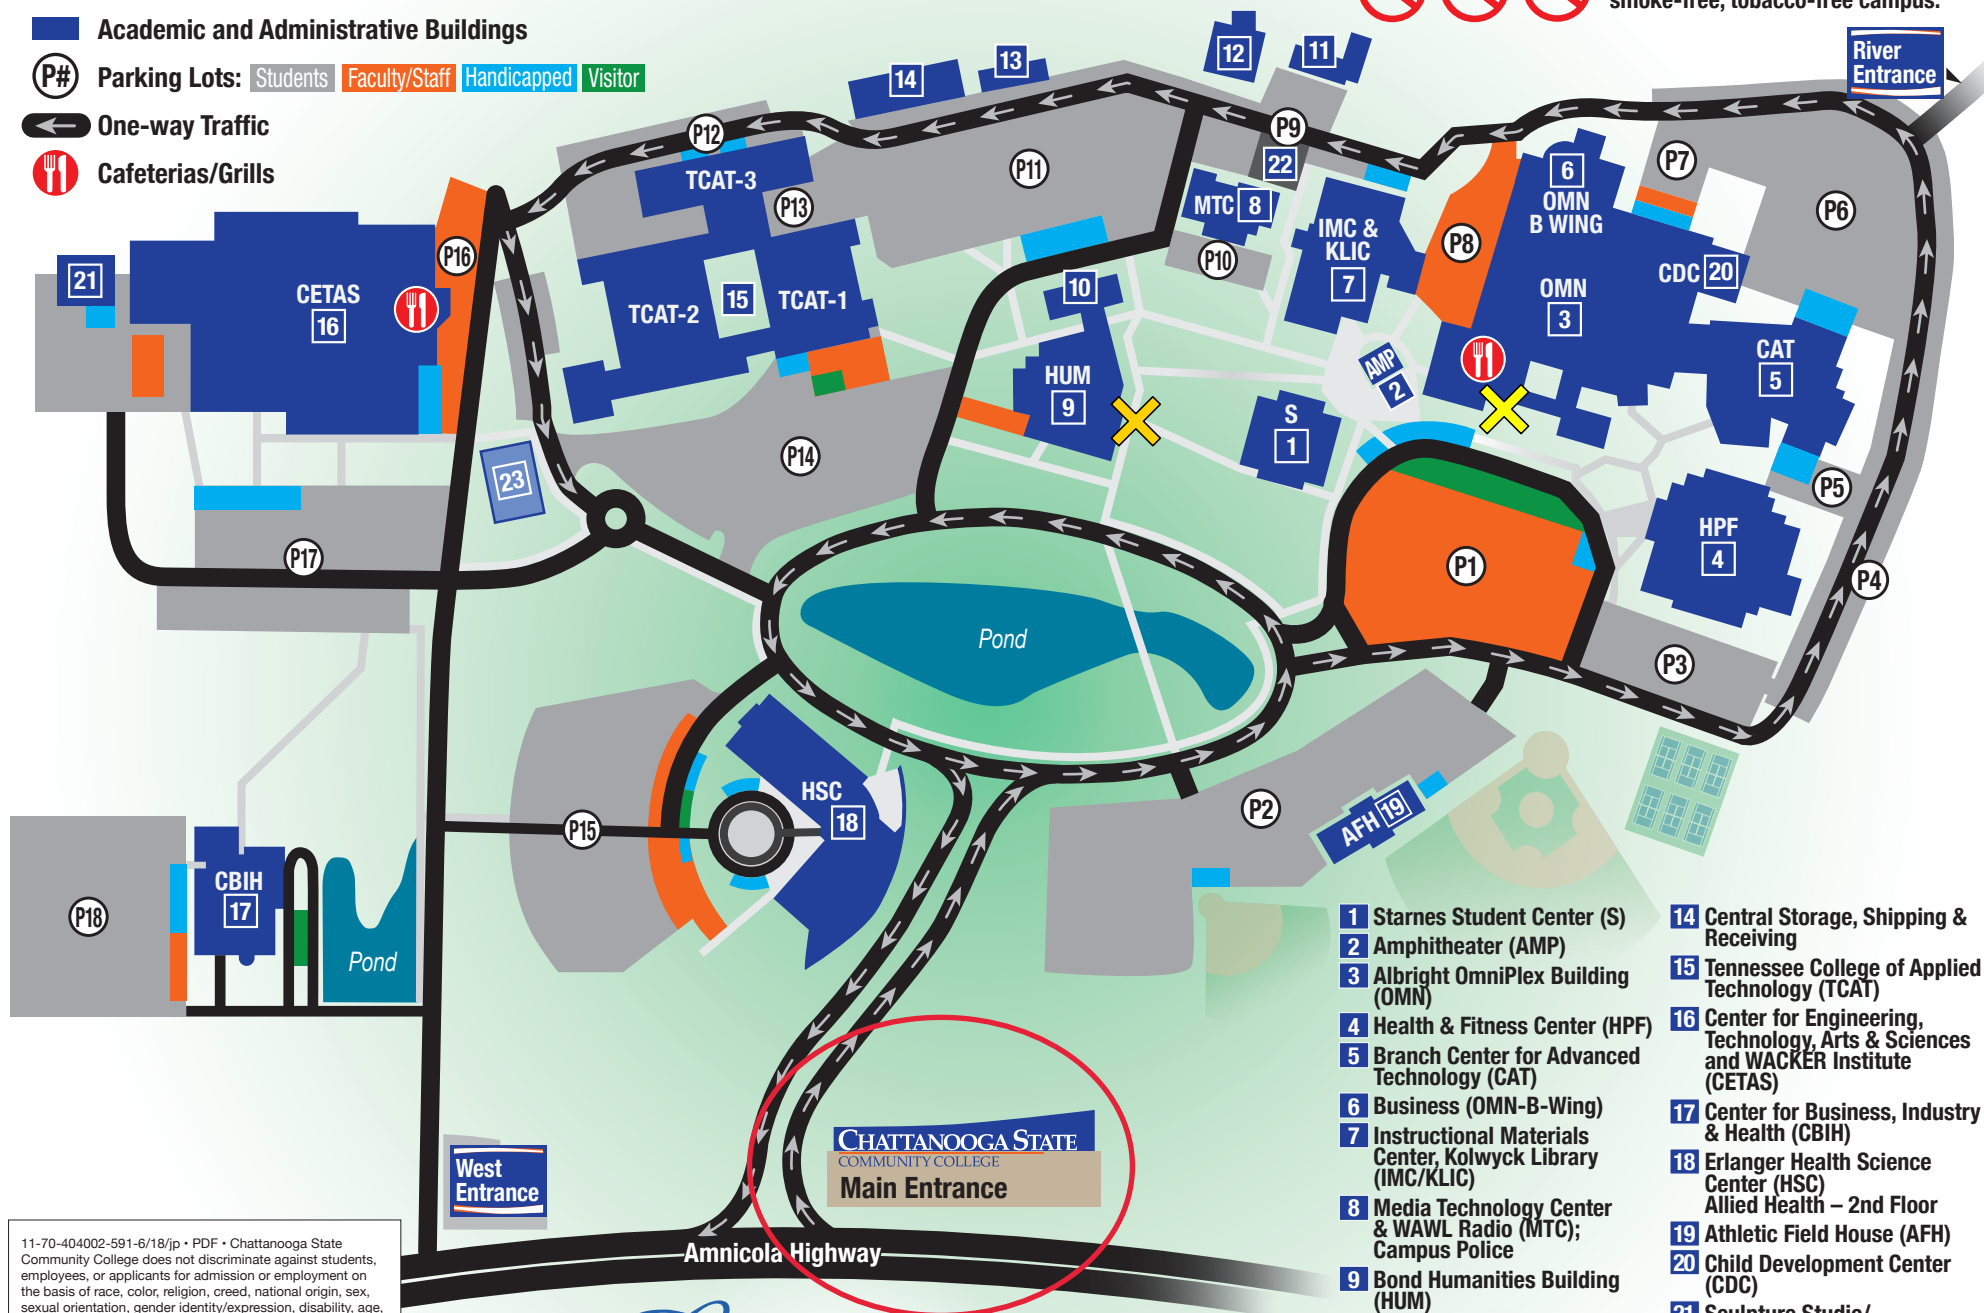 smoke-free, tobacco-free campus.
Academic and Administrative Buildings
P# Parking Lots: Students Faculty/Staff Handicapped Visitor
One-way Traffic
Cafeterias/Grills
River
Entrance
12
11
13
14
P12
P9
22
P11
TCAT-3
P13
MTC 8
P10
IMC &
KLIC
7
6
OMN
B WING
P7
P6
P8
CDC 20
OMN
3
21
CETAS
16
P16
TCAT-2
15
TCAT-1
10
HUM
9
AMP
2
S
1
CAT
5
P14
23
P5
HPF
4
P17
P1
P4
Pond
P3
HSC
18
P15
P2
AFH 19
CBIH
17
P18
Pond
West
Entrance
CHATTANOOGA STATE
COMMUNITY COLLEGE
Main Entrance
Amnicola Highway
1 Starnes Student Center (S)
2 Amphitheater (AMP)
3 Albright OmniPlex Building
(OMN)
4 Health & Fitness Center (HPF)
5 Branch Center for Advanced
Technology (CAT)
6 Business (OMN-B-Wing)
7 Instructional Materials
Center, Kolwyck Library
(IMC/KLIC)
8 Media Technology Center
& WAWL Radio (MTC);
Campus Police
9 Bond Humanities Building
(HUM)
14 Central Storage, Shipping &
Receiving
15 Tennessee College of Applied
Technology (TCAT)
16 Center for Engineering,
Technology, Arts & Sciences
and WACKER Institute
(CETAS)
17 Center for Business, Industry
& Health (CBIH)
18 Erlanger Health Science
Center (HSC)
Allied Health – 2nd Floor
19 Athletic Field House (AFH)
20 Child Development Center
(CDC)
21 Sculpture Studio/
11-70-404002-591-6/18/jp • PDF • Chattanooga State
Community College does not discriminate against students,
employees, or applicants for admission or employment on
the basis of race, color, religion, creed, national origin, sex,
sexual orientation, gender identity/expression, disability, age,